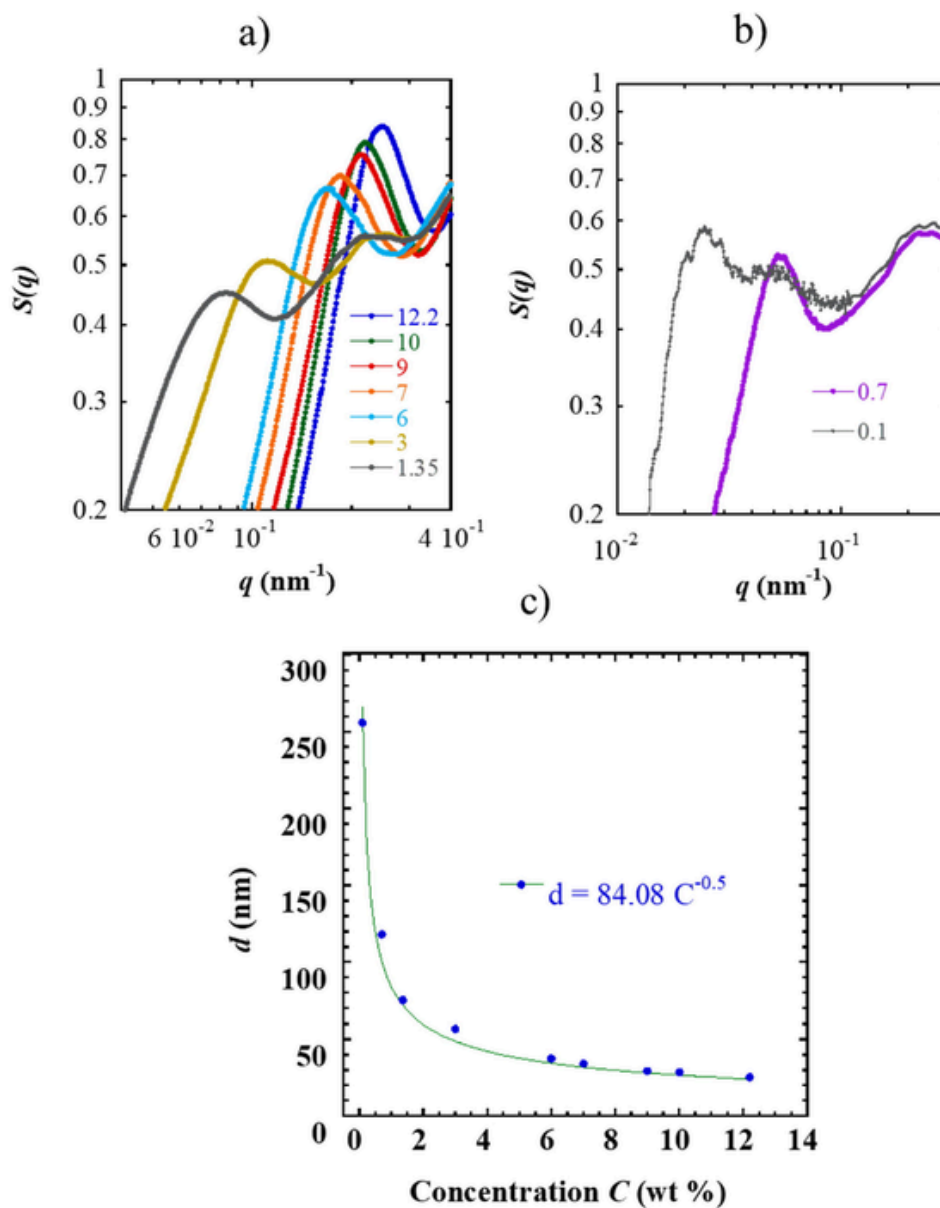 a)
1
0.9
0.8
0.7
0.6
0.5
0.4
0.3
0.2
S(q)
12.2
10
9
7
6
3
1.35
6 10⁻² 10⁻¹ 4 10⁻¹
q (nm⁻¹)
b)
1
0.9
0.8
0.7
0.6
0.5
0.4
0.3
0.2
S(q)
0.7
0.1
10⁻² 10⁻¹
q (nm⁻¹)
c)
300
250
200
150
100
50
0
d (nm)
d = 84.08 C⁻⁰·⁵
0 2 4 6 8 10 12 14
Concentration C (wt %)